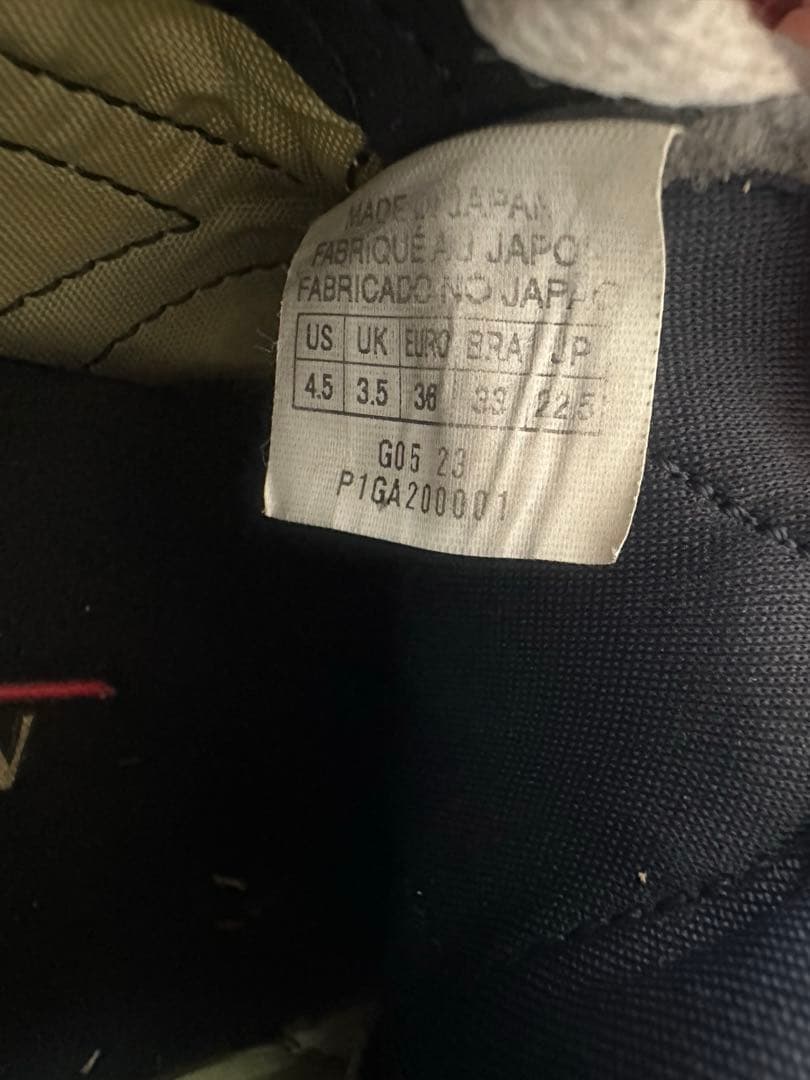 MADE IN JAPAN
FABRIQUÉ AU JAPO
FABRICADO NO JAPÃO
US UK EURO BRA JP
4.5 3.5 36 33 22.5
G05 23
P1GA200001